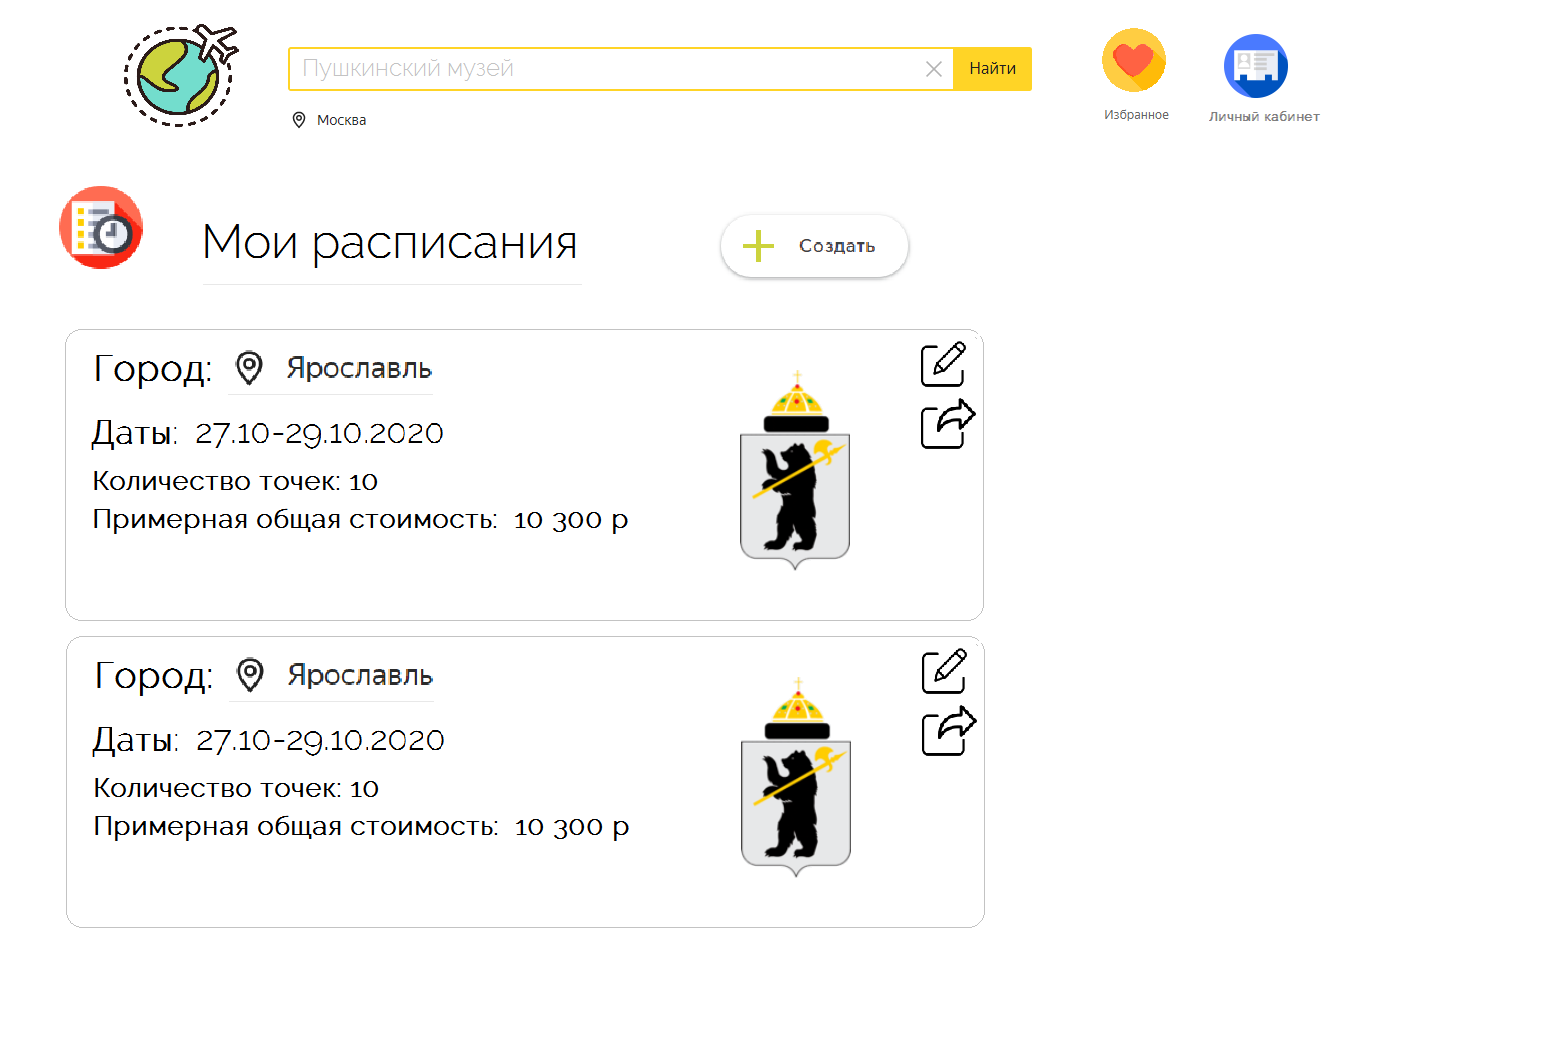 Пушкинский музей
Найти
Москва
Избранное
Личный кабинет
Мои расписания
Создать
Город: Ярославль
Даты: 27.10-29.10.2020
Количество точек: 10
Примерная общая стоимость: 10 300 р
Город: Ярославль
Даты: 27.10-29.10.2020
Количество точек: 10
Примерная общая стоимость: 10 300 р